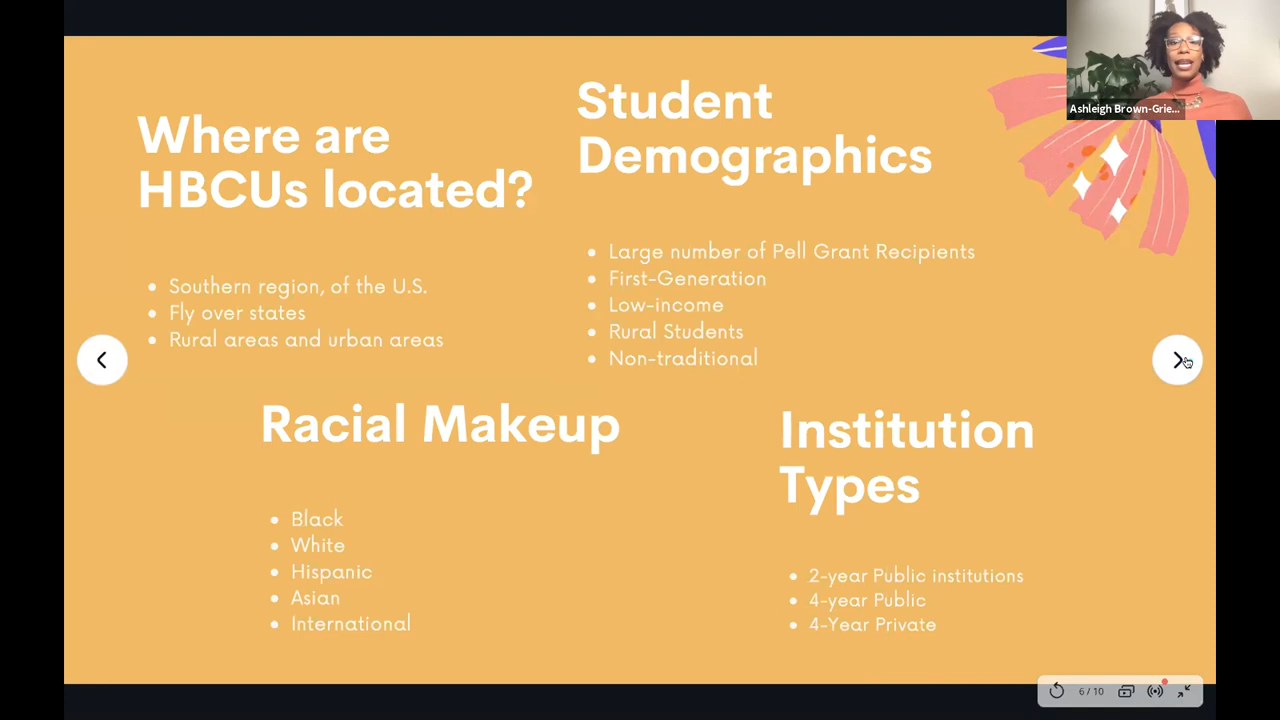 Where are
HBCUs located?
Southern region, of the U.S.
Fly over states
Rural areas and urban areas
Student
Demographics
Large number of Pell Grant Recipients
First-Generation
Low-income
Rural Students
Non-traditional
Racial Makeup
Black
White
Hispanic
Asian
International
Institution
Types
2-year Public institutions
4-year Public
4-Year Private
Ashleigh Brown-Grie...
6 / 10